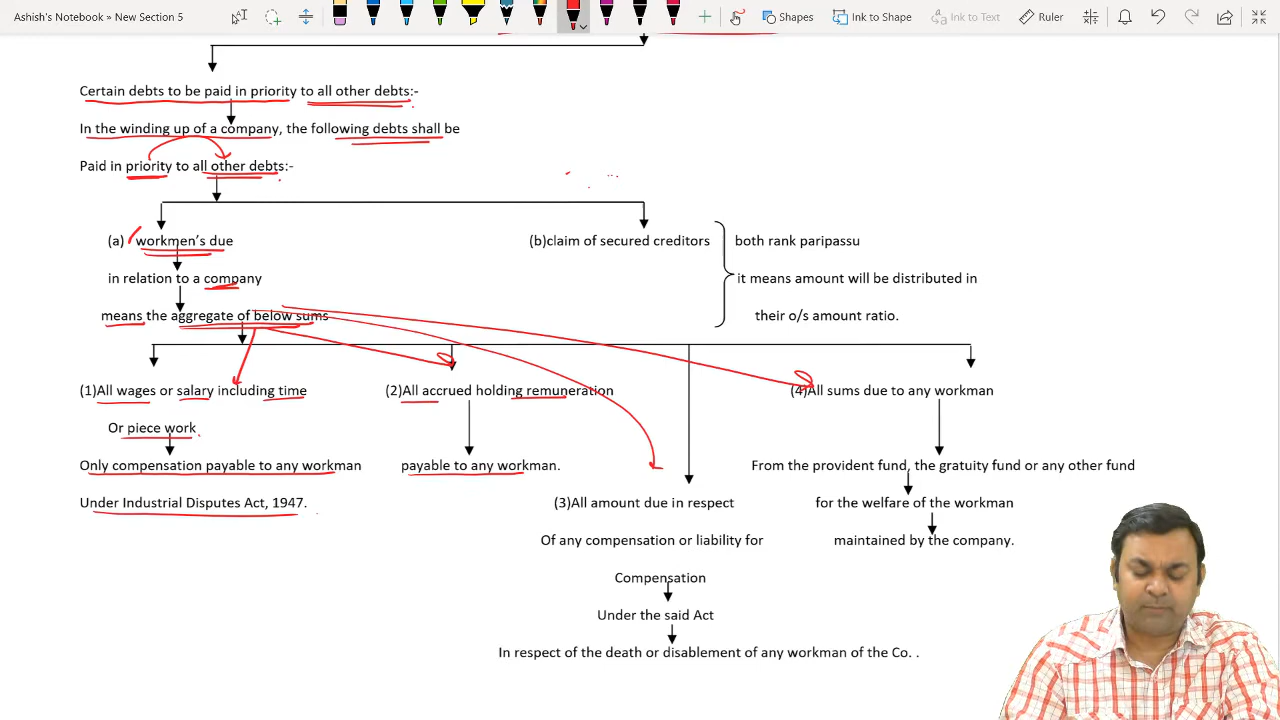 Ashish's Notebook » New Section 5
Shapes
Ink to Shape
Ink to Text
Ruler
Certain debts to be paid in priority to all other debts:-
In the winding up of a company, the following debts shall be
Paid in priority to all other debts:-
(a) workmen's due
(b)claim of secured creditors
both rank paripassu
in relation to a company
it means amount will be distributed in
means the aggregate of below sums
their o/s amount ratio.
(1)All wages or salary including time
(2)All accrued holding remuneration
(4)All sums due to any workman
Or piece work
Only compensation payable to any workman
payable to any workman.
From the provident fund, the gratuity fund or any other fund
Under Industrial Disputes Act, 1947.
(3)All amount due in respect
for the welfare of the workman
Of any compensation or liability for
maintained by the company.
Compensation
Under the said Act
In respect of the death or disablement of any workman of the Co. .